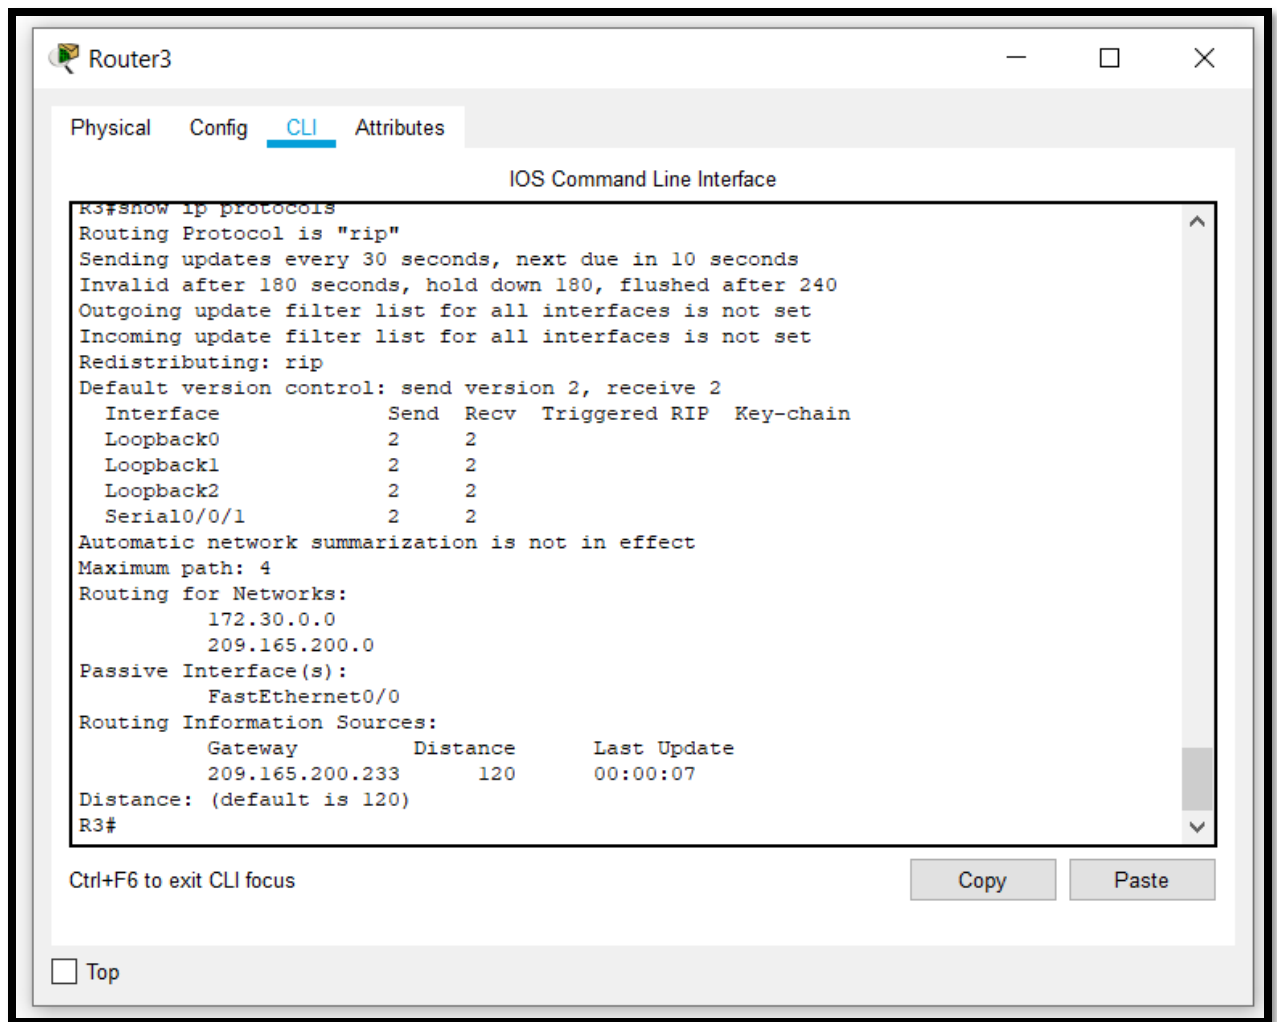 Router3
Physical Config CLI Attributes
IOS Command Line Interface
R3#show ip protocols
Routing Protocol is "rip"
Sending updates every 30 seconds, next due in 10 seconds
Invalid after 180 seconds, hold down 180, flushed after 240
Outgoing update filter list for all interfaces is not set
Incoming update filter list for all interfaces is not set
Redistributing: rip
Default version control: send version 2, receive 2
Interface Send Recv Triggered RIP Key-chain
Loopback0 2 2
Loopback1 2 2
Loopback2 2 2
Serial0/0/1 2 2
Automatic network summarization is not in effect
Maximum path: 4
Routing for Networks:
172.30.0.0
209.165.200.0
Passive Interface(s):
FastEthernet0/0
Routing Information Sources:
Gateway Distance Last Update
209.165.200.233 120 00:00:07
Distance: (default is 120)
R3#
Ctrl+F6 to exit CLI focus
Copy Paste
Top